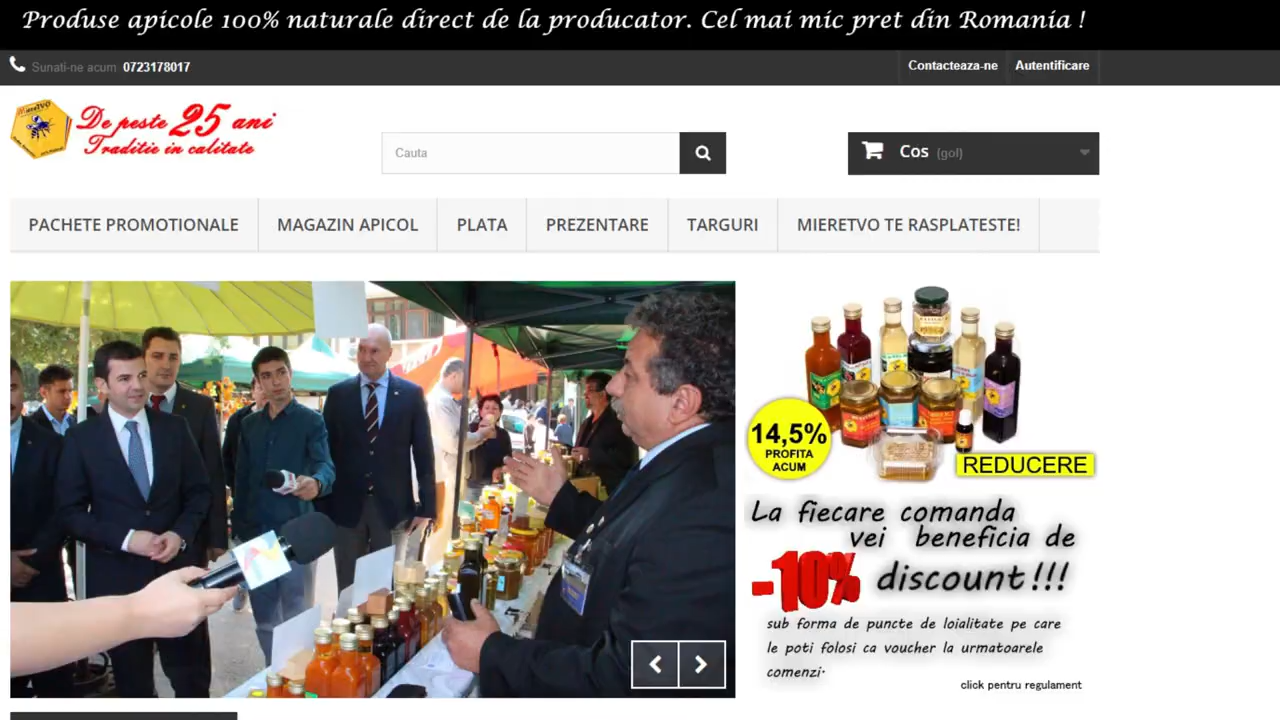 Produse apicole 100% naturale direct de la producator. Cel mai mic pret din Romania !
Sunati-ne acum 0723178017
Contacteaza-ne
Autentificare
De peste 25 ani
Traditie in calitate
Cauta
Cos (gol)
PACHETE PROMOTIONALE
MAGAZIN APICOL
PLATA
PREZENTARE
TARGURI
MIERETVO TE RASPLATESTE!
14,5%
PROFITA
ACUM
REDUCERE
La fiecare comanda
vei beneficia de
-10% discount!!!
sub forma de puncte de loialitate pe care
le poti folosi ca voucher la urmatoarele
comenzi.
click pentru regulament